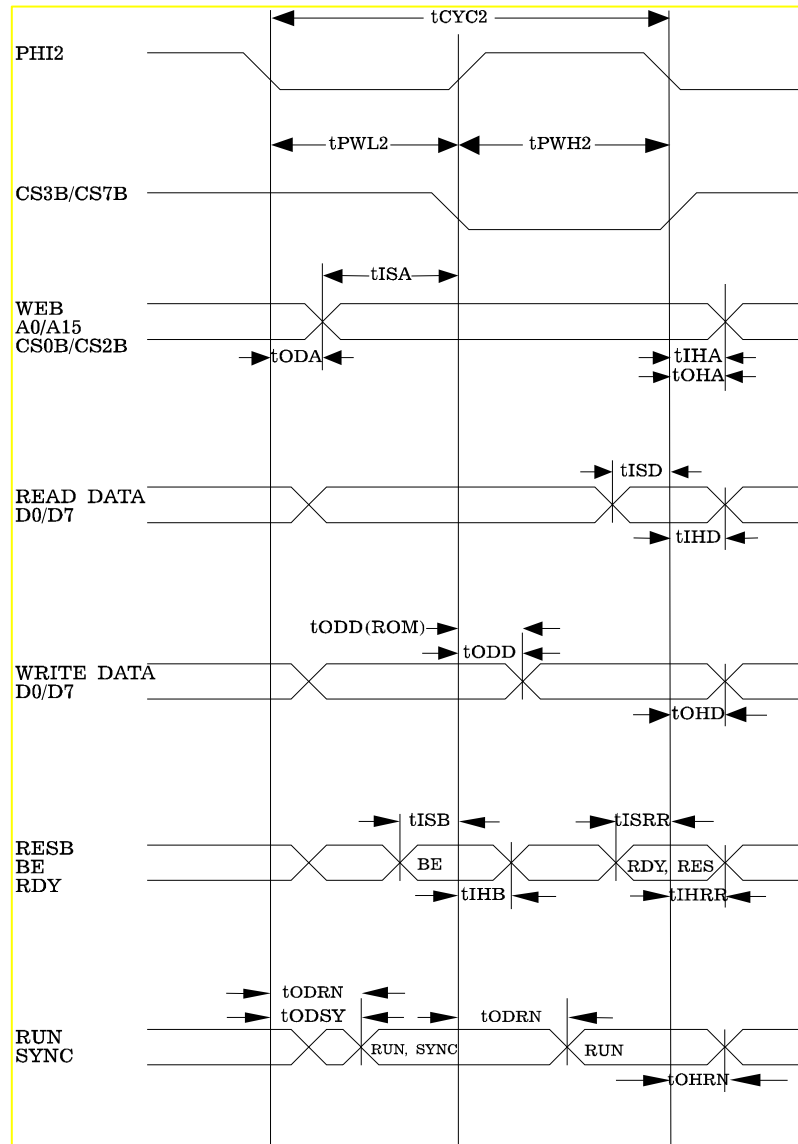 tCYC2
PHI2
tPWL2
tPWH2
CS3B/CS7B
tISA
WEB
A0/A15
CS0B/CS2B
tODA
tIHA
tOHA
tISD
READ DATA
D0/D7
tIHD
tODD(ROM)
tODD
WRITE DATA
D0/D7
tOHD
tISB
tISRR
RESB
BE
RDY
BE
RDY, RES
tIHB
tIHRR
tODRN
tODSY
tODRN
RUN
SYNC
RUN, SYNC
RUN
tOHRN